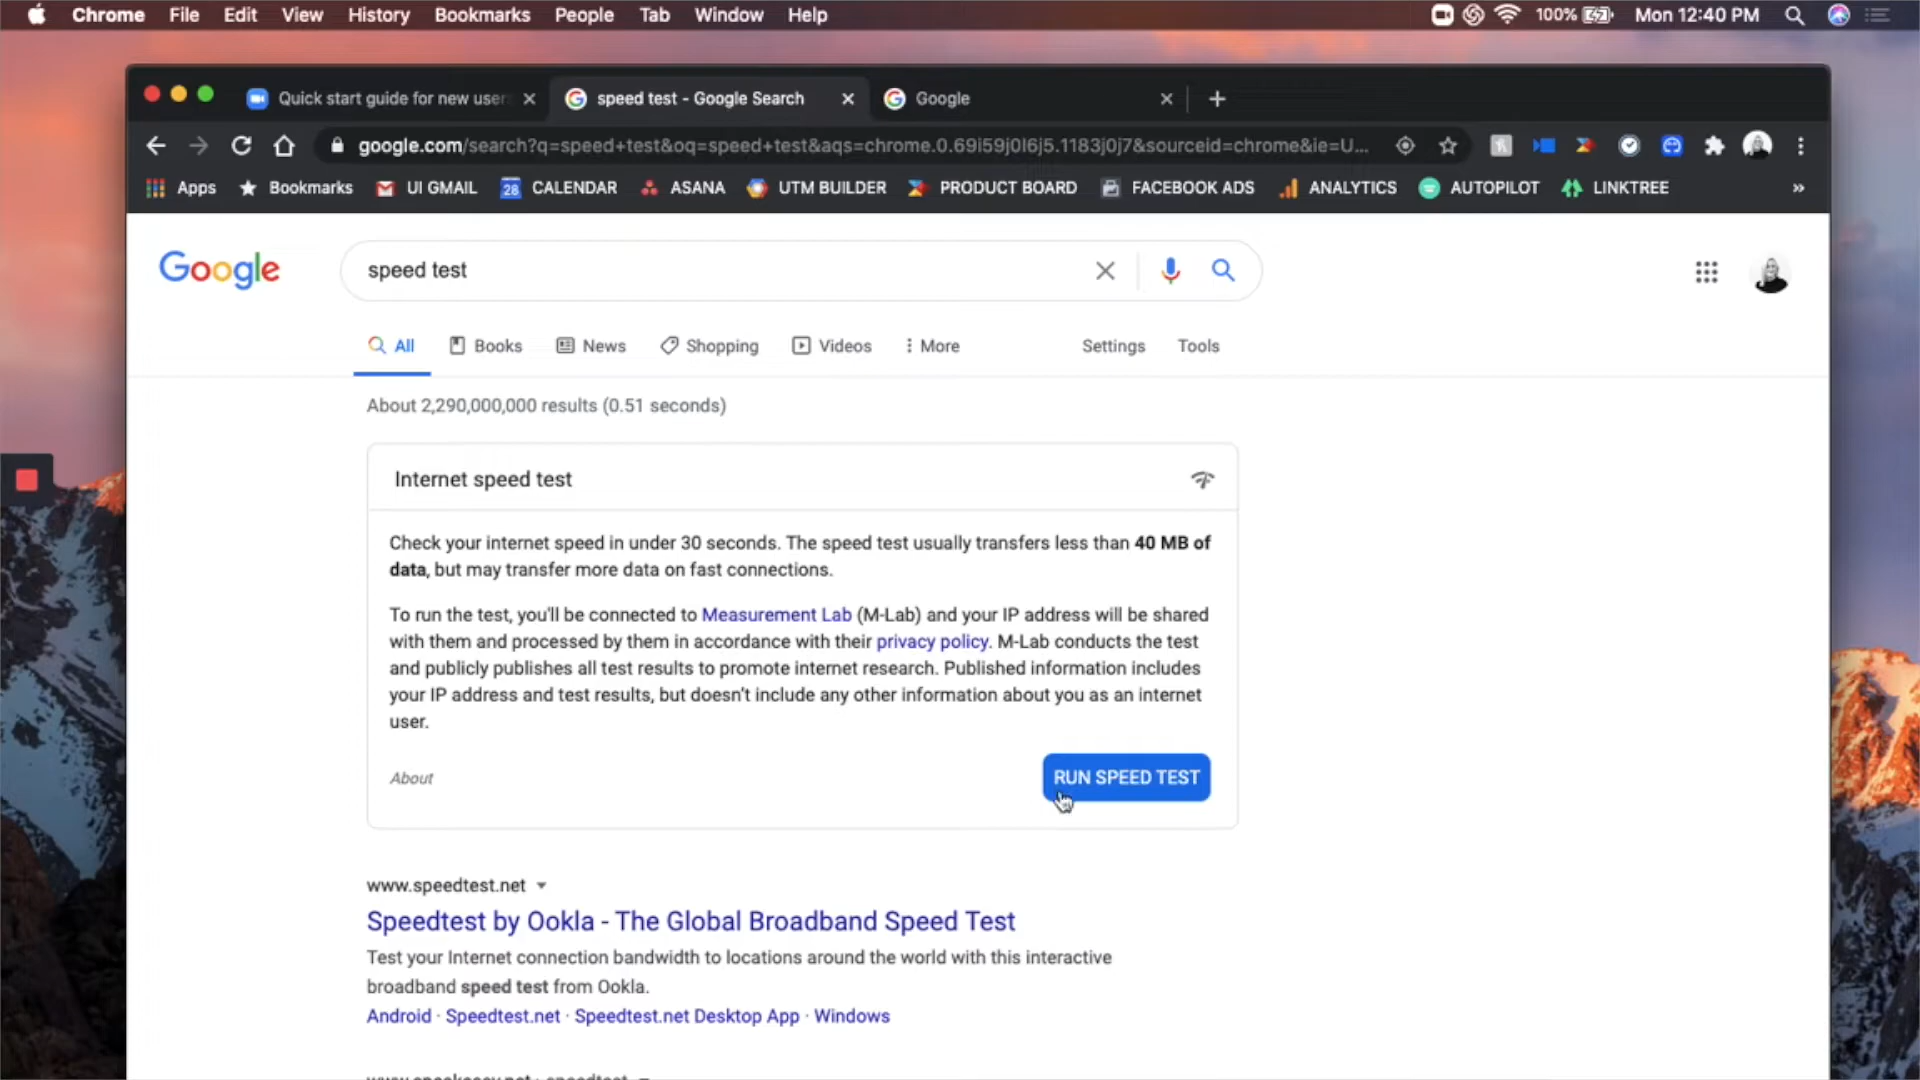 Chrome File Edit View History Bookmarks People Tab Window Help 100% Mon 12:40 PM
Quick start guide for new user speed test - Google Search Google
google.com/search?q=speed+test&oq=speed+test&aqs=chrome.0.69i59j0l6j5.1183j0j7&sourceid=chrome&ie=U...
Apps Bookmarks UI GMAIL 28 CALENDAR ASANA UTM BUILDER PRODUCT BOARD FACEBOOK ADS ANALYTICS AUTOPILOT LINKTREE »
Google speed test
All Books News Shopping Videos More Settings Tools
About 2,290,000,000 results (0.51 seconds)
Internet speed test
Check your internet speed in under 30 seconds. The speed test usually transfers less than 40 MB of
data, but may transfer more data on fast connections.
To run the test, you'll be connected to Measurement Lab (M-Lab) and your IP address will be shared
with them and processed by them in accordance with their privacy policy. M-Lab conducts the test
and publicly publishes all test results to promote internet research. Published information includes
your IP address and test results, but doesn't include any other information about you as an internet
user.
About RUN SPEED TEST
www.speedtest.net
Speedtest by Ookla - The Global Broadband Speed Test
Test your Internet connection bandwidth to locations around the world with this interactive
broadband speed test from Ookla.
Android · Speedtest.net · Speedtest.net Desktop App · Windows